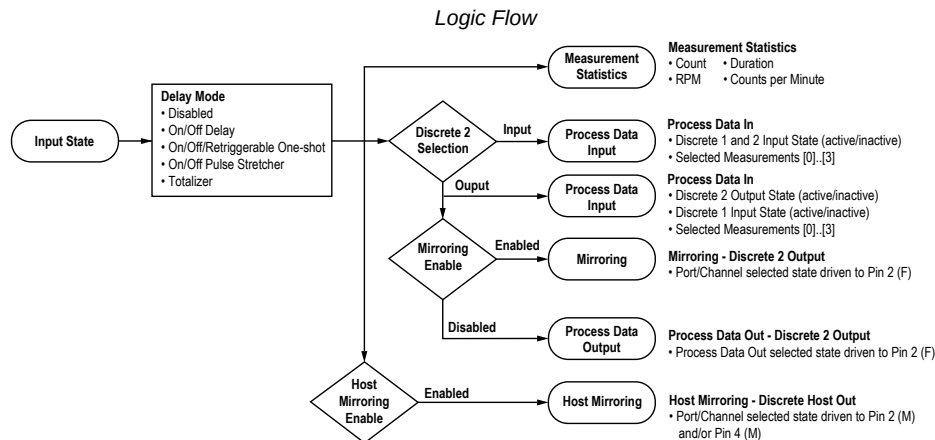 Logic Flow
Input State
Delay Mode
• Disabled
• On/Off Delay
• On/Off/Retriggerable One-shot
• On/Off Pulse Stretcher
• Totalizer
Measurement
Statistics
Measurement Statistics
• Count • Duration
• RPM • Counts per Minute
Discrete 2
Selection
Input
Process Data
Input
Process Data In
• Discrete 1 and 2 Input State (active/inactive)
• Selected Measurements [0]..[3]
Ouput
Process Data
Input
Process Data In
• Discrete 2 Output State (active/inactive)
• Discrete 1 Input State (active/inactive)
• Selected Measurements [0]..[3]
Mirroring
Enable
Enabled
Mirroring
Mirroring - Discrete 2 Output
• Port/Channel selected state driven to Pin 2 (F)
Disabled
Process Data
Output
Process Data Out - Discrete 2 Output
• Process Data Out selected state driven to Pin 2 (F)
Host
Mirroring
Enable
Enabled
Host Mirroring
Host Mirroring - Discrete Host Out
• Port/Channel selected state driven to Pin 2 (M)
and/or Pin 4 (M)